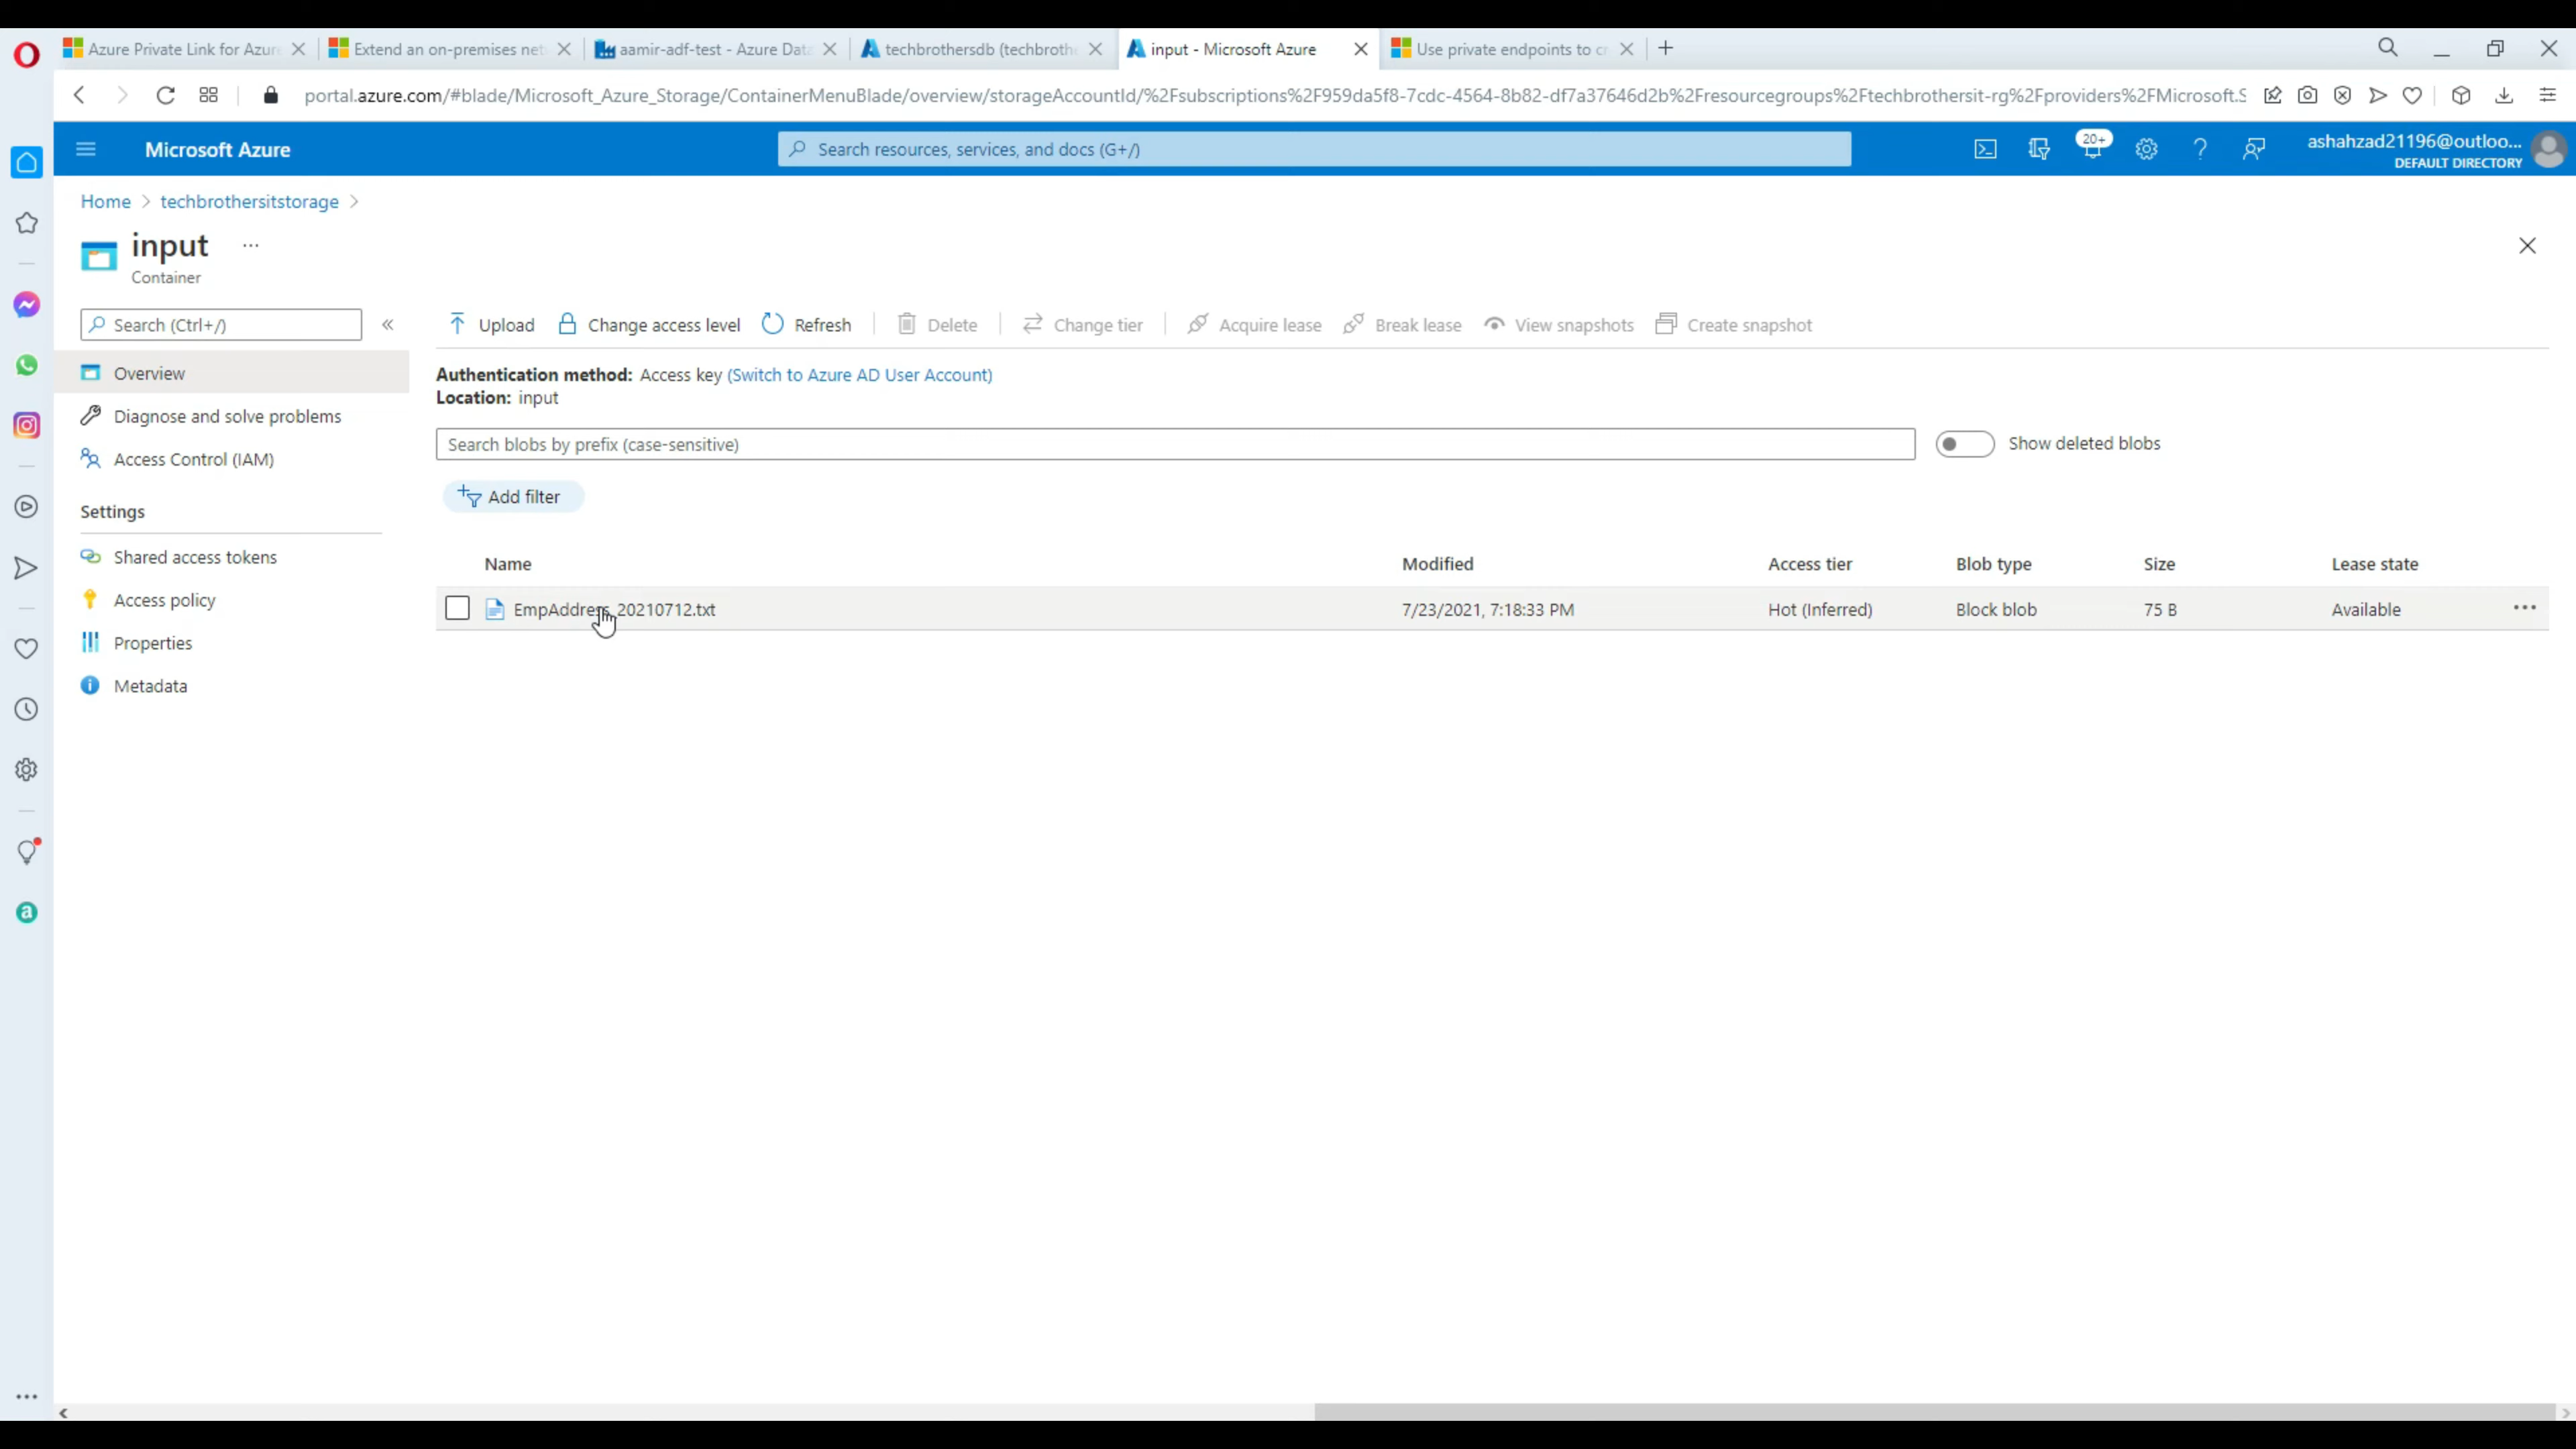 Azure Private Link for Azure
Extend an on-premises net
aamir-adf-test - Azure Data
techbrothersdb (techbrothe
input - Microsoft Azure
Use private endpoints to cr
portal.azure.com/#blade/Microsoft_Azure_Storage/ContainerMenuBlade/overview/storageAccountId/%2Fsubscriptions%2F959da5f8-7cdc-4564-8b82-df7a37646d2b%2Fresourcegroups%2Ftechbrothersit-rg%2Fproviders%2FMicrosoft.S
Microsoft Azure
Search resources, services, and docs (G+/)
20+
ashahzad21196@outloo...
DEFAULT DIRECTORY
Home > techbrothersitstorage >
input ...
Container
Search (Ctrl+/)
«
Upload Change access level Refresh Delete Change tier Acquire lease Break lease View snapshots Create snapshot
Overview
Diagnose and solve problems
Access Control (IAM)
Settings
Shared access tokens
Access policy
Properties
Metadata
Authentication method: Access key (Switch to Azure AD User Account)
Location: input
Search blobs by prefix (case-sensitive)
Show deleted blobs
Add filter
Name Modified Access tier Blob type Size Lease state
EmpAddress_20210712.txt 7/23/2021, 7:18:33 PM Hot (Inferred) Block blob 75 B Available ...